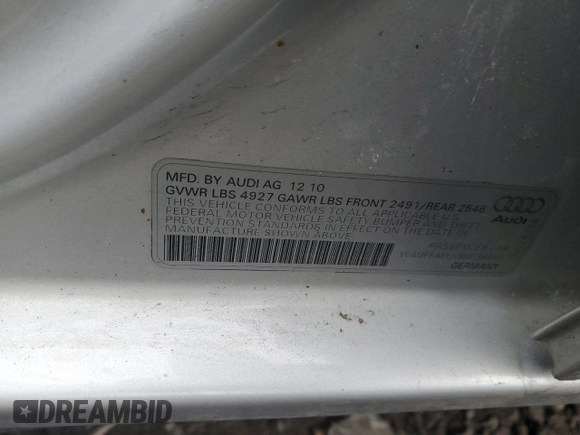 MFD. BY AUDI AG 12 10
GVWR LBS 4927 GAWR LBS FRONT 2491/REAR 2546
THIS VEHICLE CONFORMS TO ALL APPLICABLE U.S.
FEDERAL MOTOR VEHICLE SAFETY, BUMPER AND THEFT
PREVENTION STANDARDS IN EFFECT ON THE DATE OF
MANUFACTURE SHOWN ABOVE.
Audi
PASSENGER
GERMANY
DREAMBID